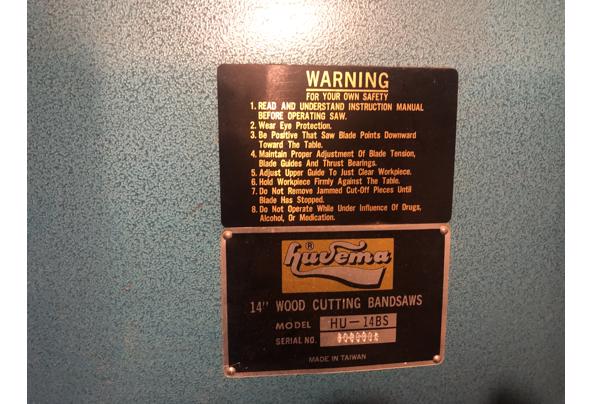 WARNING
FOR YOUR OWN SAFETY
1. READ AND UNDERSTAND INSTRUCTION MANUAL
BEFORE OPERATING SAW.
2. Wear Eye Protection.
3. Be Positive That Saw Blade Points Downward
Toward The Table.
4. Maintain Proper Adjustment Of Blade Tension,
Blade Guides And Thrust Bearings.
5. Adjust Upper Guide To Just Clear Workpiece.
6. Hold Workpiece Firmly Against The Table.
7. Do Not Remove Jammed Cut-Off Pieces Until
Blade Has Stopped.
8. Do Not Operate While Under Influence Of Drugs,
Alcohol, Or Medication.
®
huvema
14" WOOD CUTTING BANDSAWS
MODEL HU-14BS
SERIAL NO.
MADE IN TAIWAN